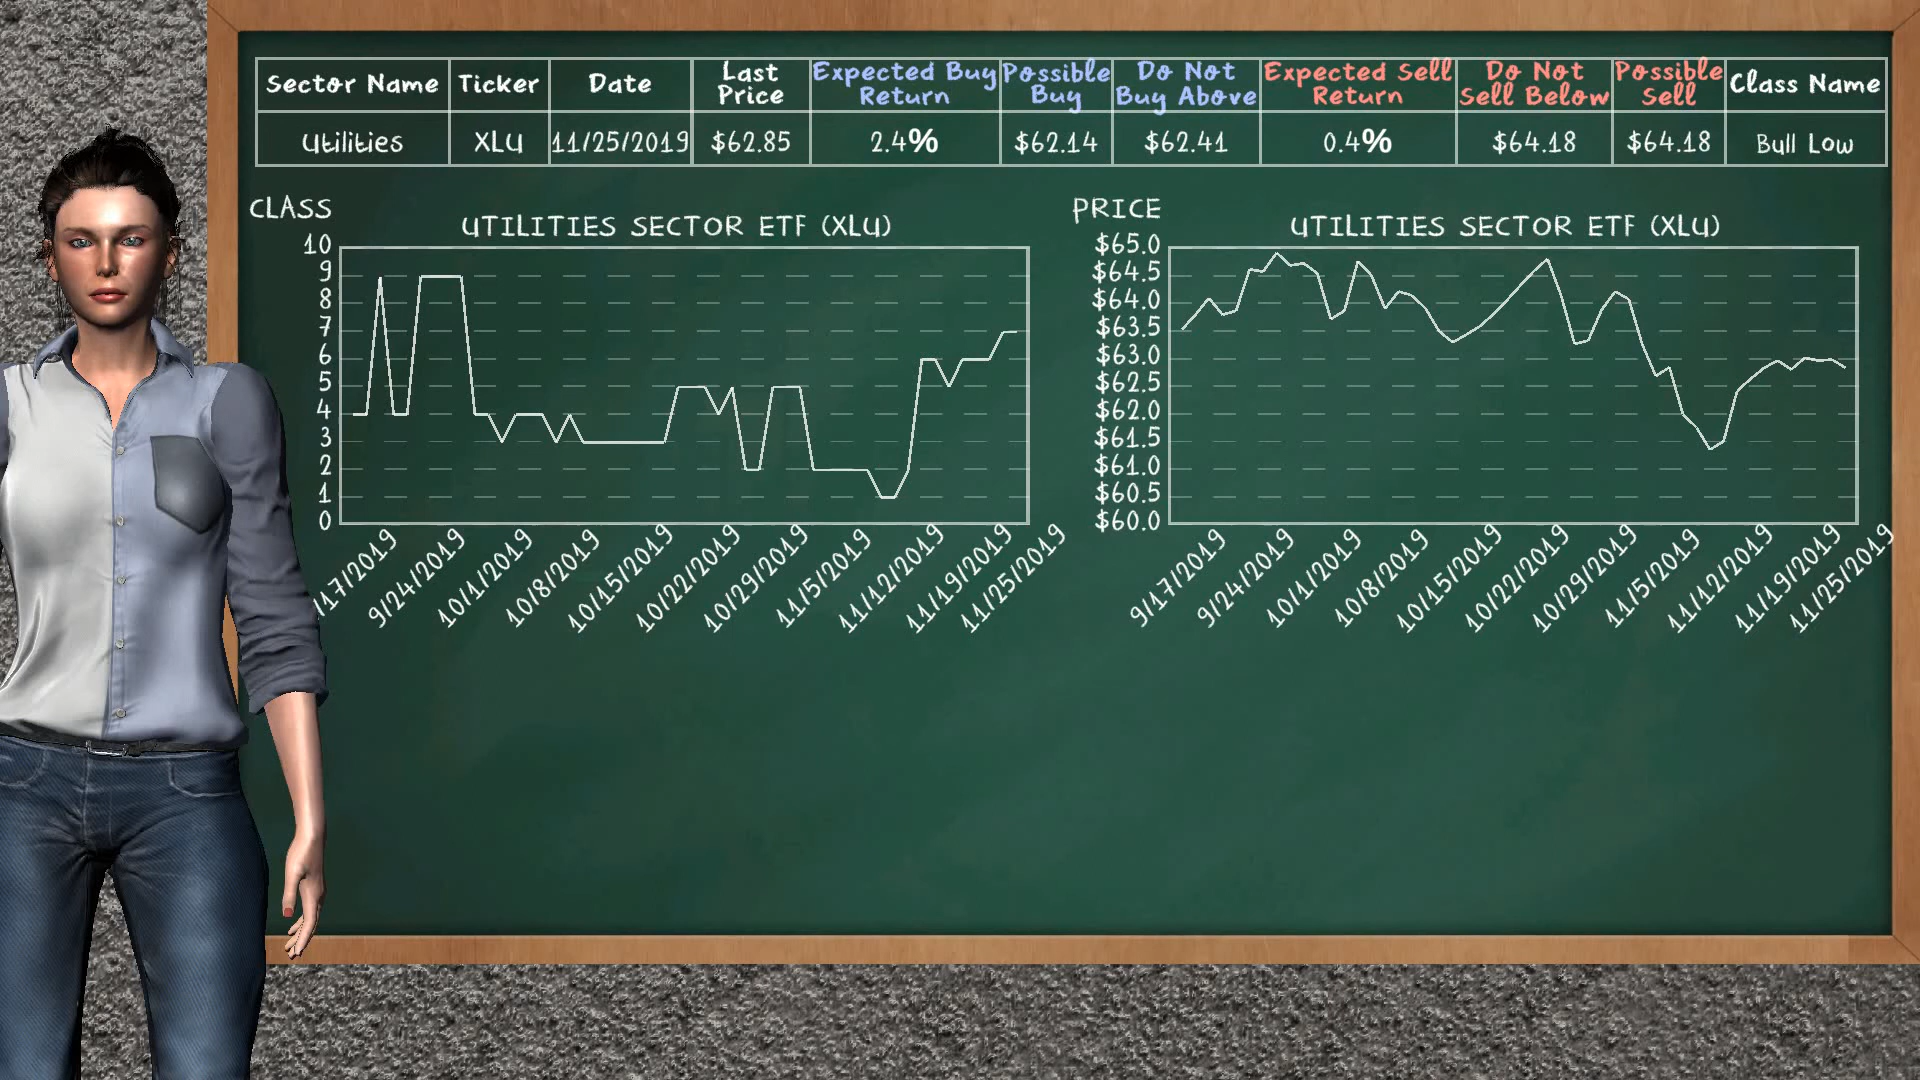 Sector Name Ticker Date Last Price Expected Buy Return Possible Buy Do Not Buy Above Expected Sell Return Do Not Sell Below Possible Sell Class Name
Utilities XLU 11/25/2019 $62.85 2.4% $62.14 $62.41 0.4% $64.18 $64.18 Bull Low
CLASS
UTILITIES SECTOR ETF (XLU)
10
9
8
7
6
5
4
3
2
1
0
/17/2019 9/24/2019 10/1/2019 10/8/2019 10/15/2019 10/22/2019 10/29/2019 11/5/2019 11/12/2019 11/19/2019 11/25/2019
PRICE
UTILITIES SECTOR ETF (XLU)
$65.0
$64.5
$64.0
$63.5
$63.0
$62.5
$62.0
$61.5
$61.0
$60.5
$60.0
9/17/2019 9/24/2019 10/1/2019 10/8/2019 10/15/2019 10/22/2019 10/29/2019 11/5/2019 11/12/2019 11/19/2019 11/25/2019